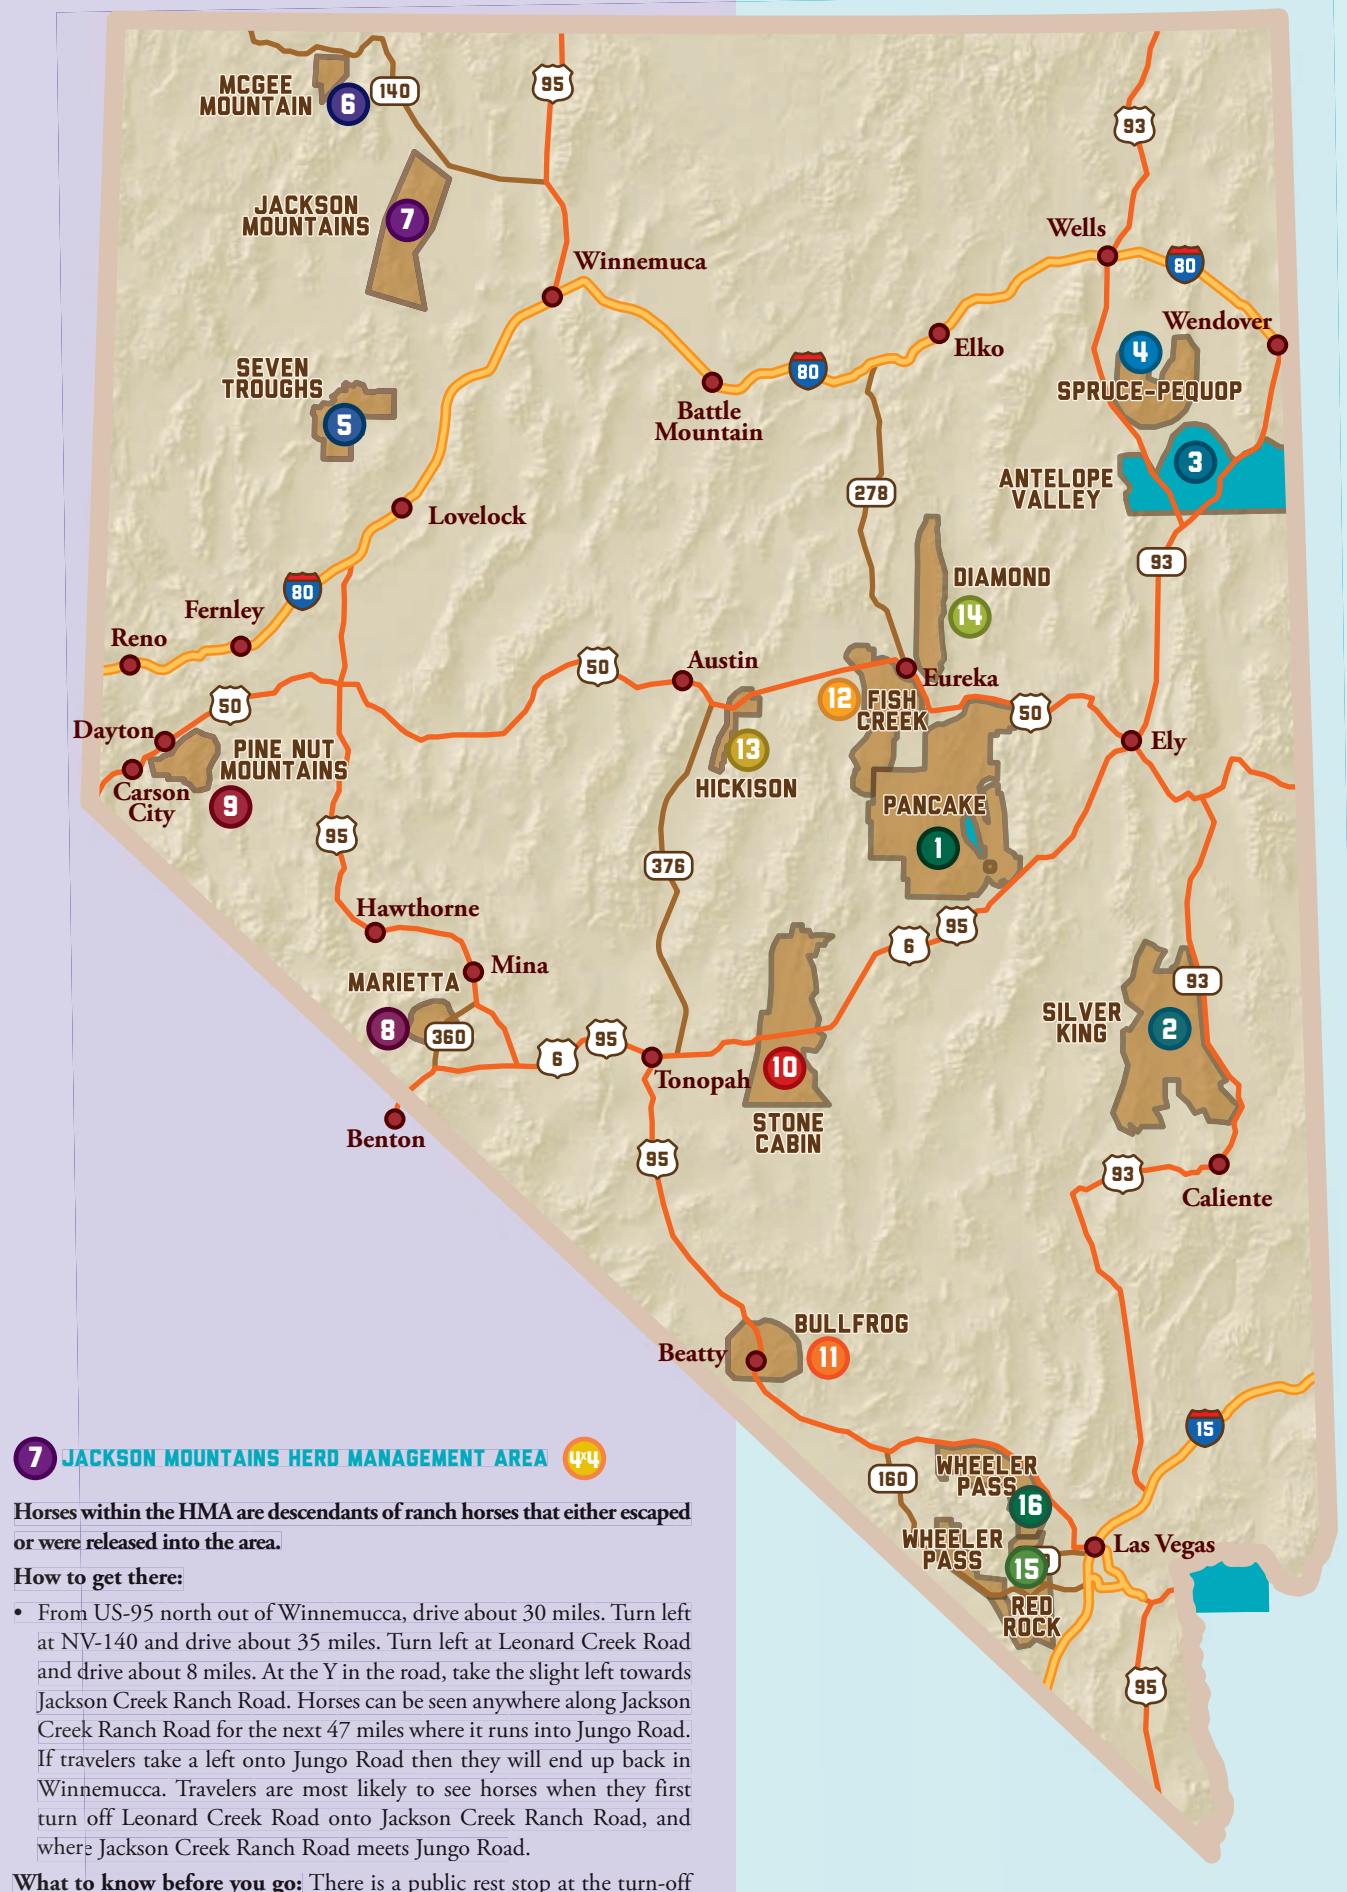 MCGEE
MOUNTAIN
6
140
95
93
JACKSON
MOUNTAINS
7
Winnemuca
Wells
80
Wendover
Elko
4
SPRUCE-PEQUOP
SEVEN
TROUGHS
5
80
Battle
Mountain
3
ANTELOPE
VALLEY
278
Lovelock
93
DIAMOND
14
80
Fernley
Reno
50
Austin
Eureka
12
FISH
CREEK
50
50
Dayton
PINE NUT
MOUNTAINS
Carson
City
9
13
HICKISON
Ely
PANCAKE
1
95
376
Hawthorne
6
95
Mina
MARIETTA
8
360
93
SILVER
KING
2
6
95
Tonopah
10
STONE
CABIN
Benton
95
93
Caliente
BULLFROG
11
Beatty
15
160
WHEELER
PASS
16
WHEELER
PASS
15
Las Vegas
RED
ROCK
95
7 JACKSON MOUNTAINS HERD MANAGEMENT AREA 4x4
Horses within the HMA are descendants of ranch horses that either escaped
or were released into the area.
How to get there:
• From US-95 north out of Winnemucca, drive about 30 miles. Turn left
at NV-140 and drive about 35 miles. Turn left at Leonard Creek Road
and drive about 8 miles. At the Y in the road, take the slight left towards
Jackson Creek Ranch Road. Horses can be seen anywhere along Jackson
Creek Ranch Road for the next 47 miles where it runs into Jungo Road.
If travelers take a left onto Jungo Road then they will end up back in
Winnemucca. Travelers are most likely to see horses when they first
turn off Leonard Creek Road onto Jackson Creek Ranch Road, and
where Jackson Creek Ranch Road meets Jungo Road.
What to know before you go: There is a public rest stop at the turn-off